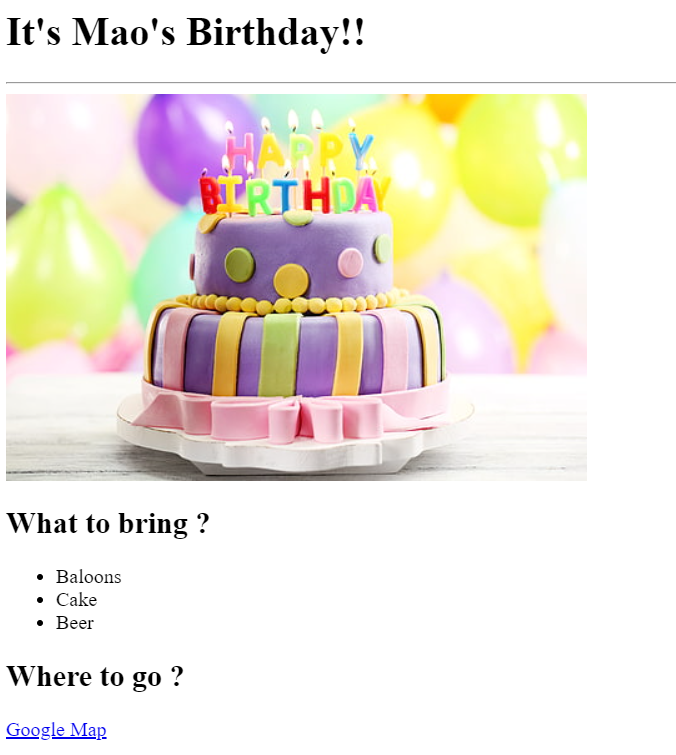 It's Mao's Birthday!!
HAPPY
BIRTHDAY
What to bring ?
Baloons
Cake
Beer
Where to go ?
Google Map